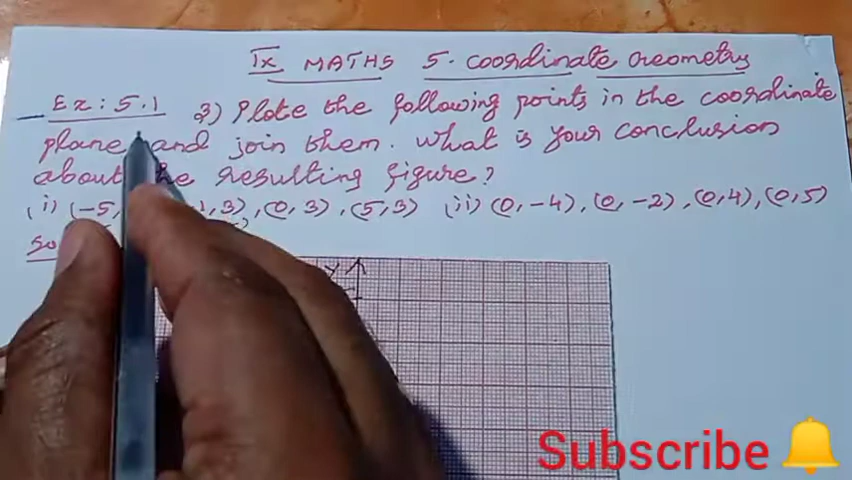 IX MATHS 5. Coordinate Geometry
Ex: 5.1 3) Plote the following points in the coordinate
plane and join them. What is your conclusion
about the resulting figure?
(i) (-5, 1, 3), (0, 3), (5, 3) (ii) (0, -4), (0, -2), (0, 4), (0, 5)
So
Y
Subscribe